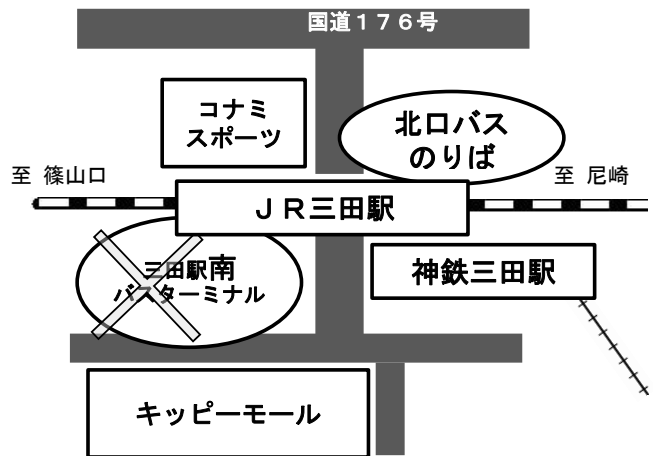 国道１７６号
コナミ
スポーツ
北口バス
のりば
至 篠山口
至 尼崎
ＪＲ三田駅
三田駅南
バスターミナル
神鉄三田駅
キッピーモール